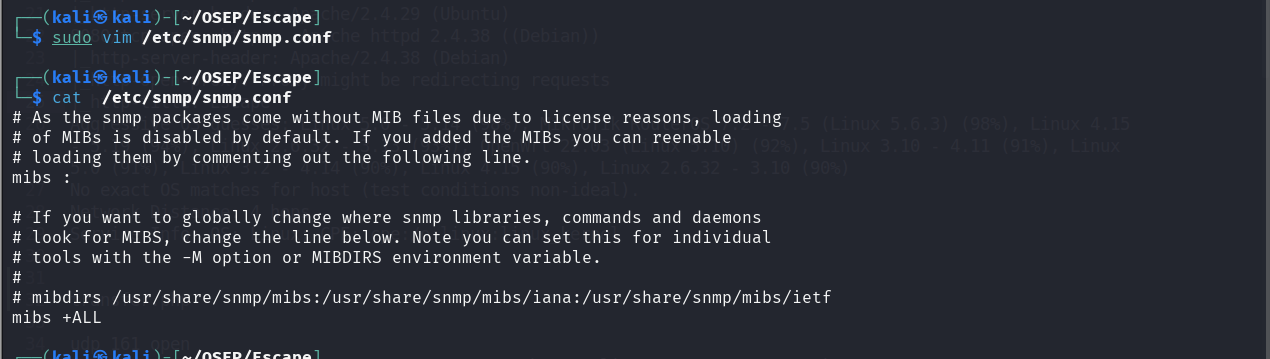 ┌──(kali㉿kali)-[~/OSEP/Escape]
└─$ sudo vim /etc/snmp/snmp.conf
┌──(kali㉿kali)-[~/OSEP/Escape]
└─$ cat  /etc/snmp/snmp.conf
# As the snmp packages come without MIB files due to license reasons, loading
# of MIBs is disabled by default. If you added the MIBs you can reenable
# loading them by commenting out the following line.
mibs :
# If you want to globally change where snmp libraries, commands and daemons
# look for MIBS, change the line below. Note you can set this for individual
# tools with the -M option or MIBDIRS environment variable.
#
# mibdirs /usr/share/snmp/mibs:/usr/share/snmp/mibs/iana:/usr/share/snmp/mibs/ietf
mibs +ALL
┌──(kali㉿kali)-[~/OSEP/Escape]